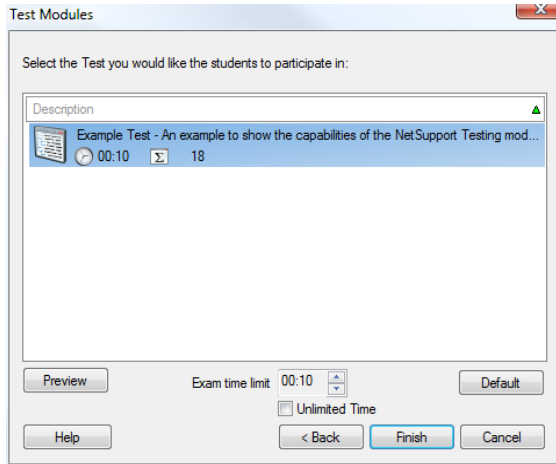 Test Modules
Select the Test you would like the students to participate in:
Description
Example Test - An example to show the capabilities of the NetSupport Testing mod...
00:10 Σ 18
Preview Exam time limit 00:10 Default
Unlimited Time
Help < Back Finish Cancel